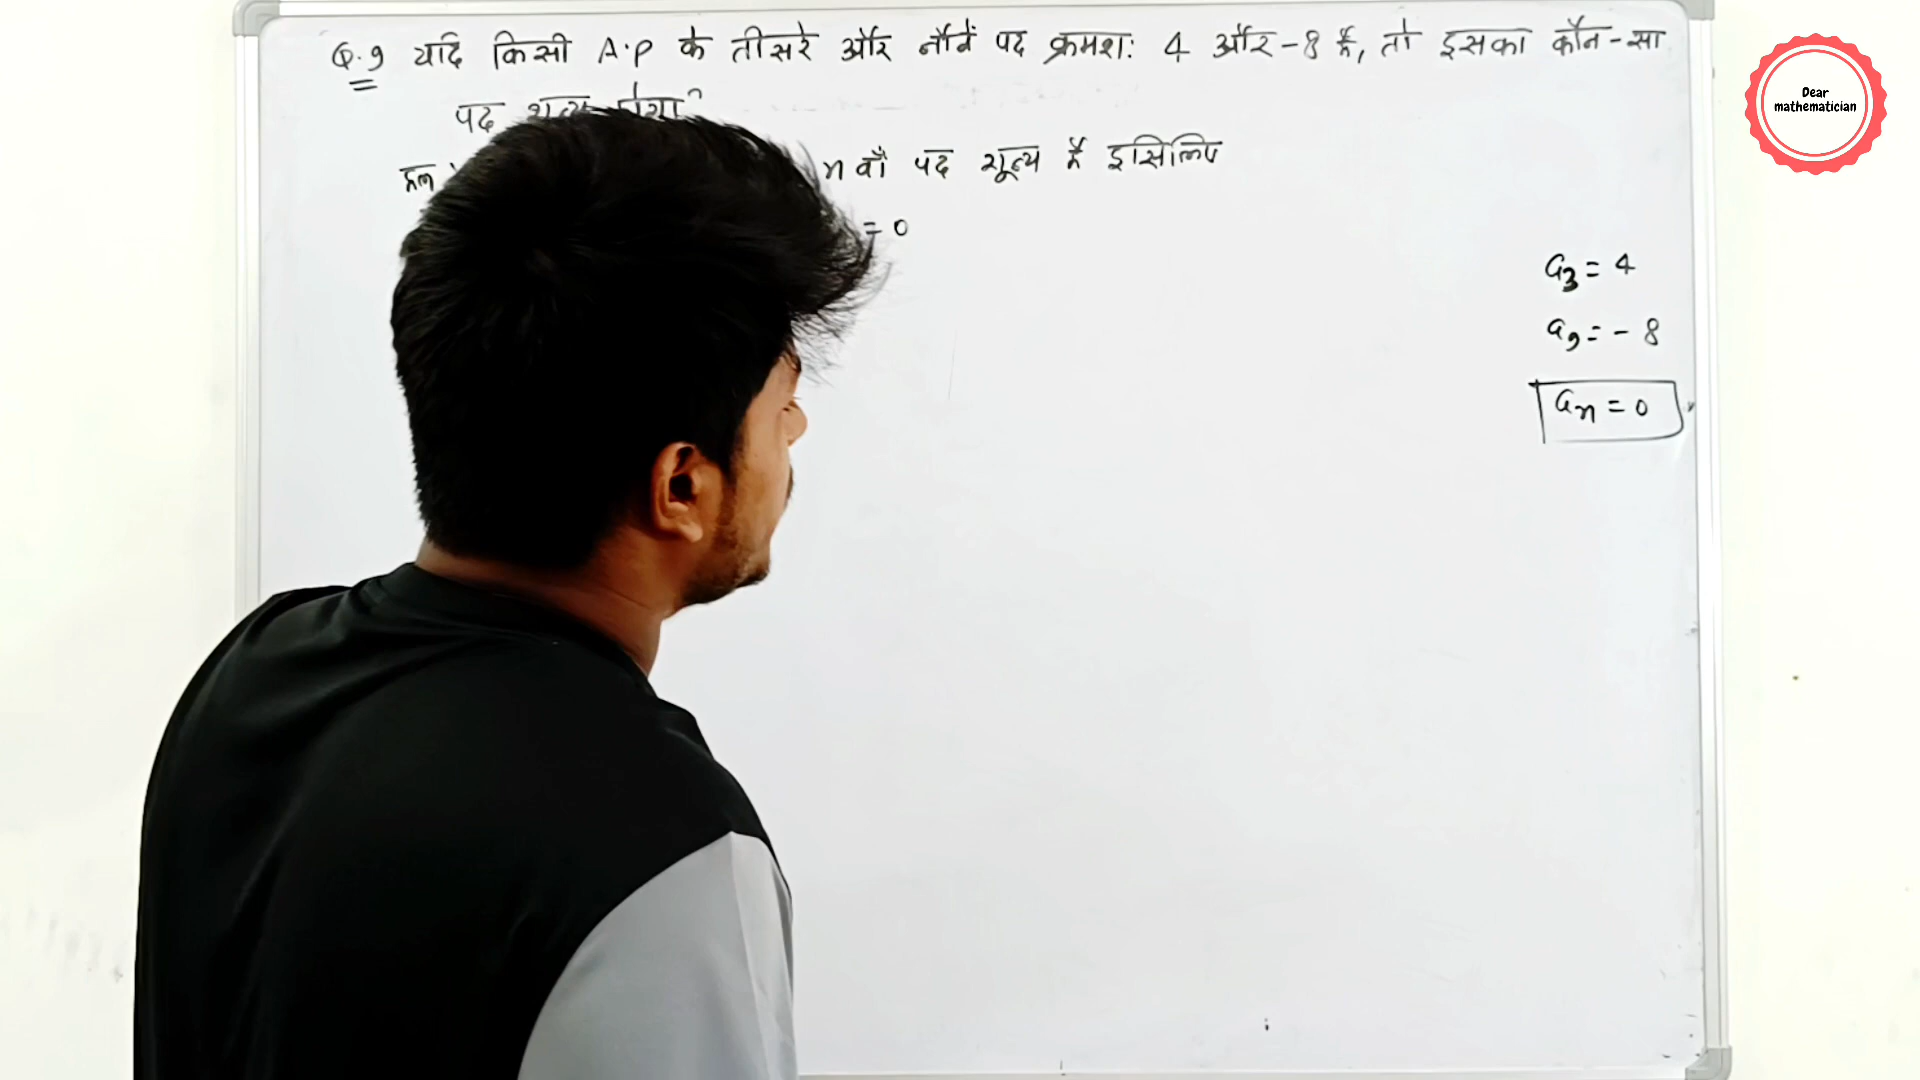 Q.9 यदि किसी A.P के तीसरे और नौवें पद क्रमश: 4 और -8 हैं, तो इसका कौन-सा
पद
हल
n वाँ पद शून्य है इसिलिए
= 0
a3 = 4
a9 = - 8
an = 0
Dear
mathematician